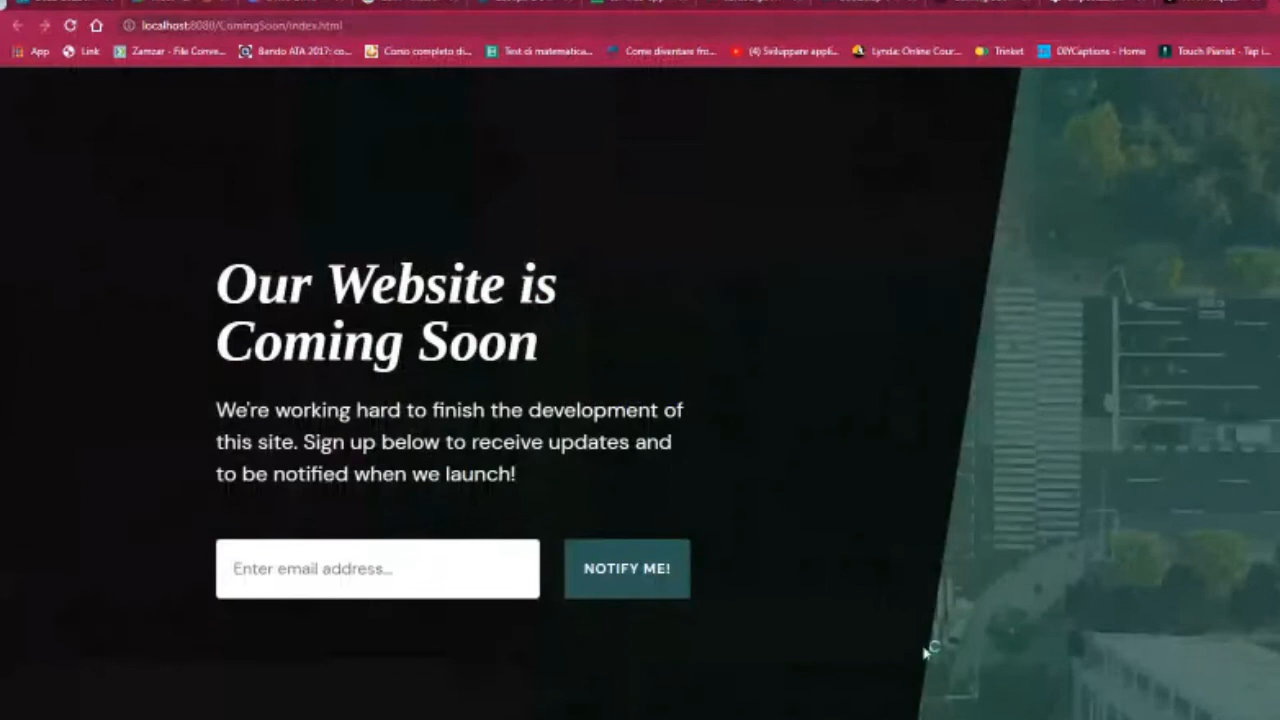 localhost:8080/ComingSoon/index.html
App Link Zamzar - File Conve... Bando ATA 2017: co... Corso completo di... Test di matematica... Come diventare fro... (4) Sviluppare appli... Lynda: Online Cour... Trinket DIYCaptions - Home Touch Pianist - Tap i...
Our Website is
Coming Soon
We're working hard to finish the development of
this site. Sign up below to receive updates and
to be notified when we launch!
Enter email address... NOTIFY ME!